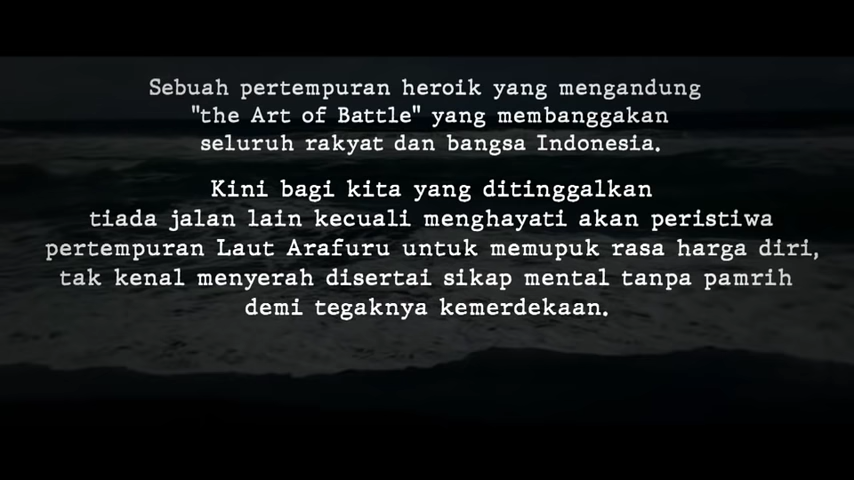 Sebuah pertempuran heroik yang mengandung
"the Art of Battle" yang membanggakan
seluruh rakyat dan bangsa Indonesia.
Kini bagi kita yang ditinggalkan
tiada jalan lain kecuali menghayati akan peristiwa
pertempuran Laut Arafuru untuk memupuk rasa harga diri,
tak kenal menyerah disertai sikap mental tanpa pamrih
demi tegaknya kemerdekaan.